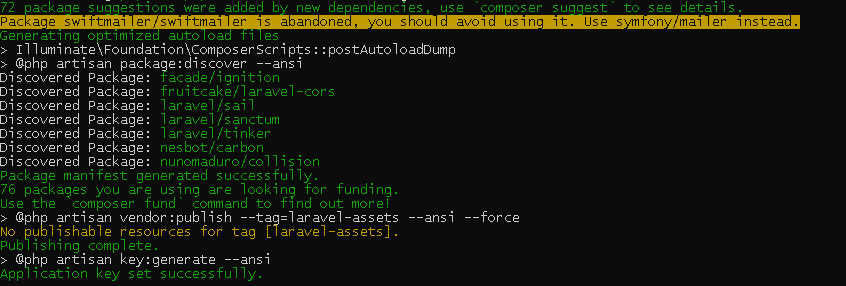 72 package suggestions were added by new dependencies, use `composer suggest` to see details.
Package swiftmailer/swiftmailer is abandoned, you should avoid using it. Use symfony/mailer instead.
Generating optimized autoload files
> Illuminate\Foundation\ComposerScripts::postAutoloadDump
> @php artisan package:discover --ansi
Discovered Package: facade/ignition
Discovered Package: fruitcake/laravel-cors
Discovered Package: laravel/sail
Discovered Package: laravel/sanctum
Discovered Package: laravel/tinker
Discovered Package: nesbot/carbon
Discovered Package: nunomaduro/collision
Package manifest generated successfully.
76 packages you are using are looking for funding.
Use the `composer fund` command to find out more!
> @php artisan vendor:publish --tag=laravel-assets --ansi --force
No publishable resources for tag [laravel-assets].
Publishing complete.
> @php artisan key:generate --ansi
Application key set successfully.